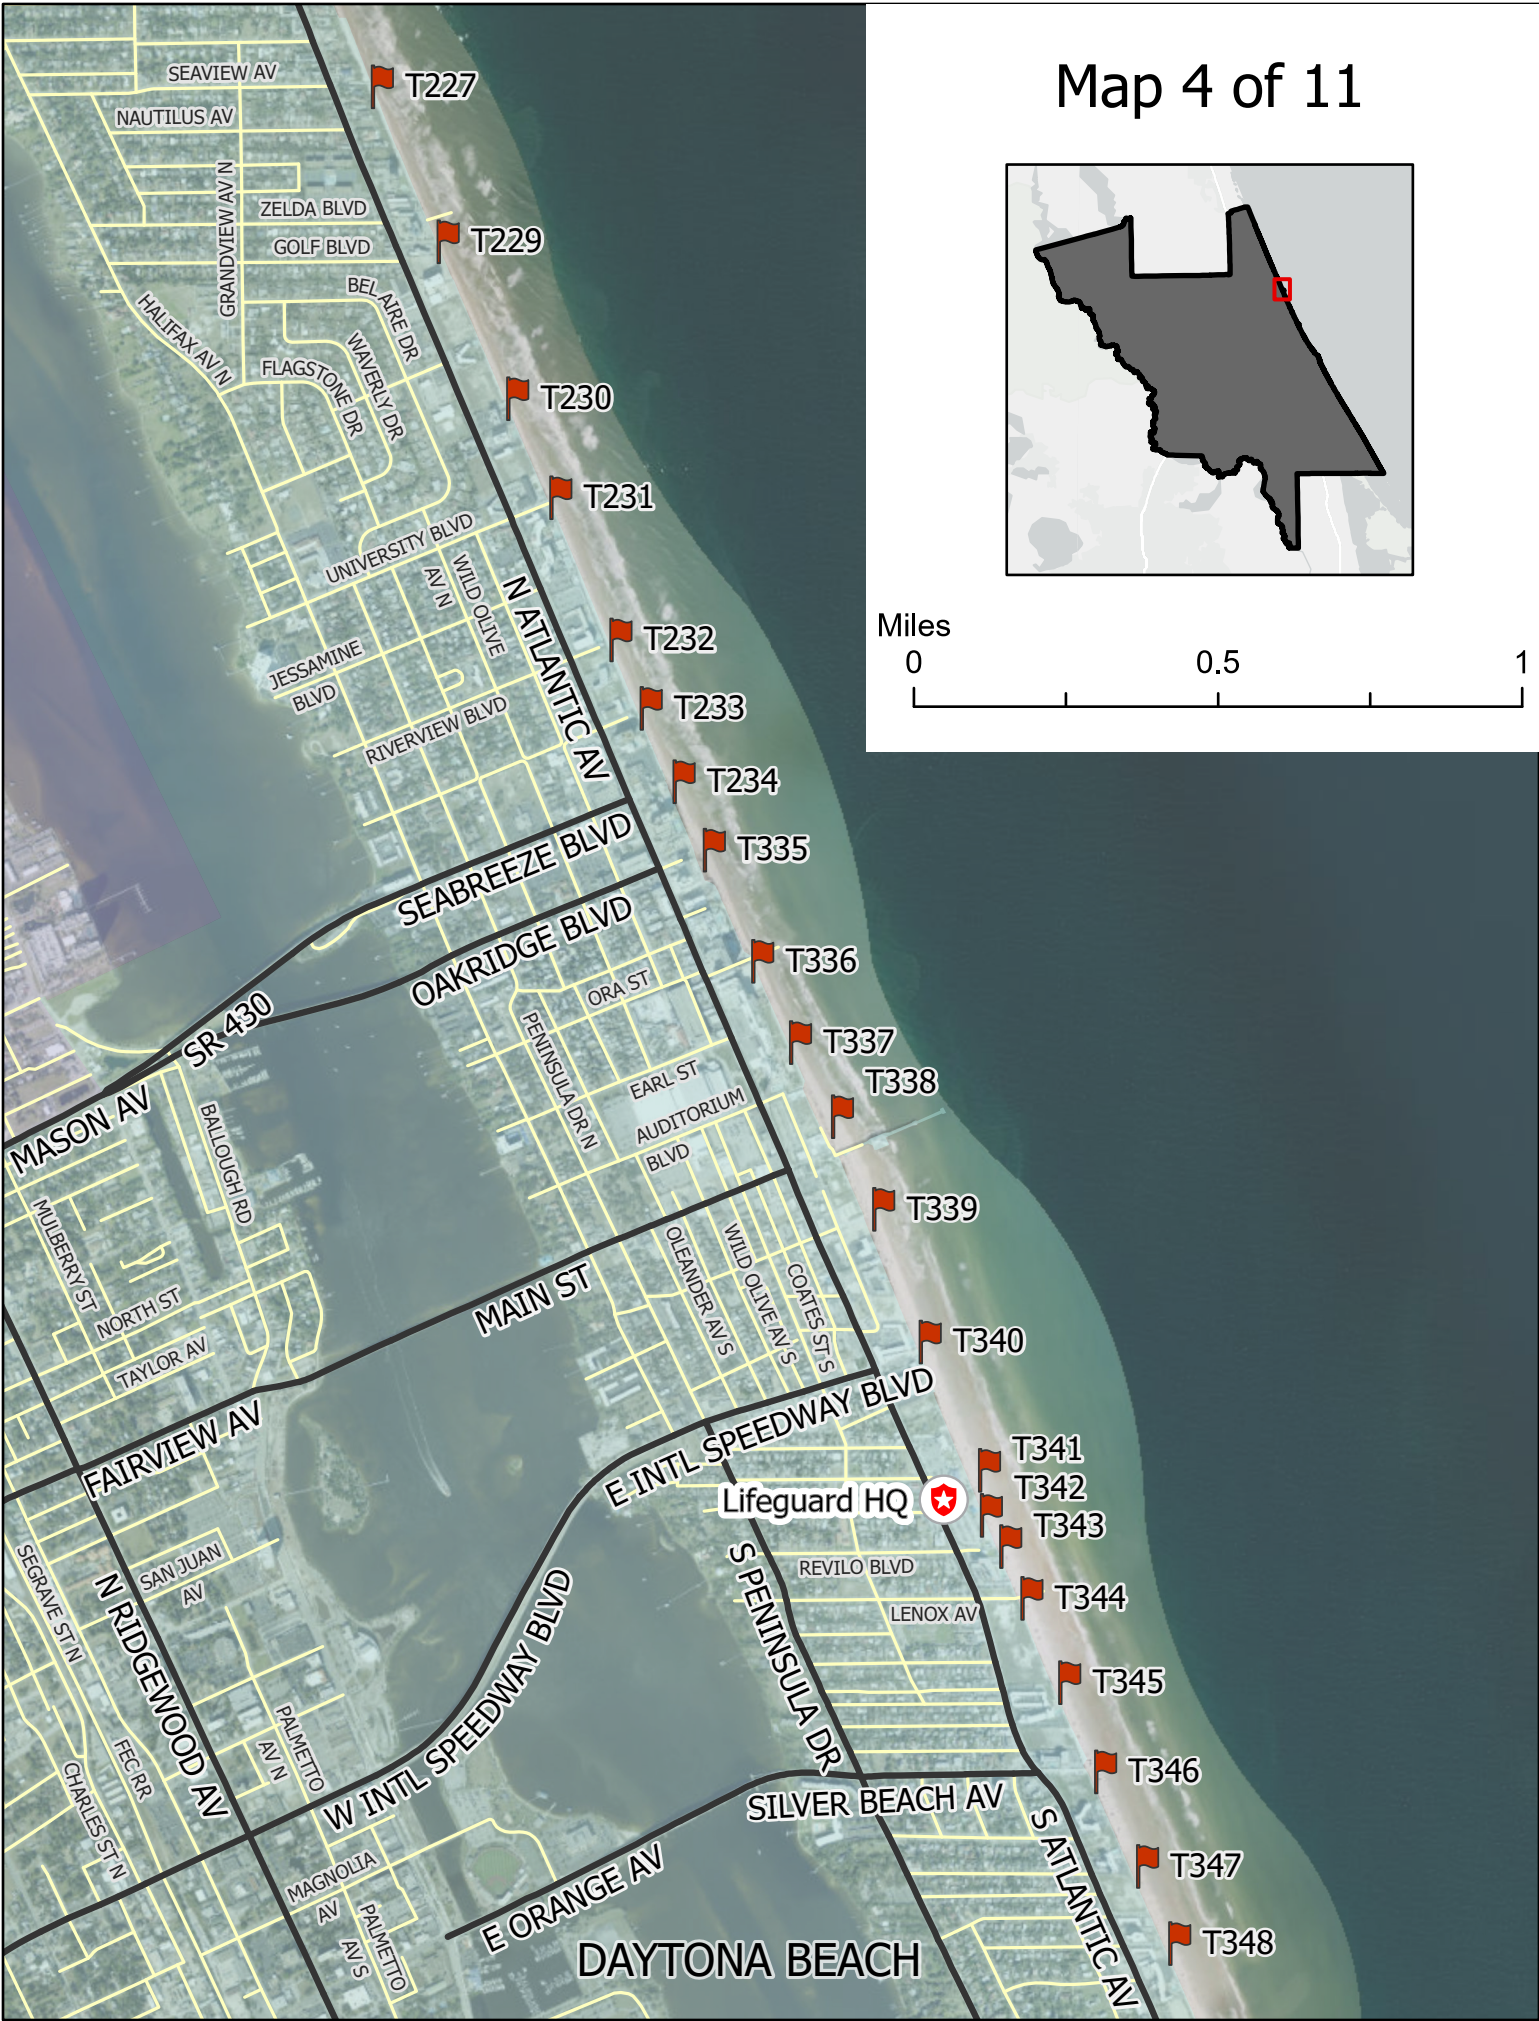 Map 4 of 11
Miles
0 0.5 1
SEAVIEW AV
T227
NAUTILUS AV
GRANDVIEW AV N
ZELDA BLVD
T229
GOLF BLVD
BEL AIRE DR
HALIFAX AV N
WAVERLY DR
FLAGSTONE DR
T230
T231
UNIVERSITY BLVD
WILD OLIVE
AV N
N ATLANTIC AV
T232
JESSAMINE
BLVD
T233
RIVERVIEW BLVD
T234
SEABREEZE BLVD
T335
OAKRIDGE BLVD
T336
ORA ST
SR 430
PENINSULA DR N
T337
EARL ST
T338
MASON AV
BALLOUGH RD
AUDITORIUM
BLVD
T339
MULBERRY ST
OLEANDER AV S
WILD OLIVE AV S
COATES ST S
NORTH ST
MAIN ST
TAYLOR AV
T340
FAIRVIEW AV
E INTL SPEEDWAY BLVD
T341
T342
Lifeguard HQ
T343
SAN JUAN
AV
SEGRAVE ST N
N RIDGEWOOD AV
S PENINSULA DR
REVILO BLVD
T344
LENOX AV
W INTL SPEEDWAY BLVD
T345
PALMETTO
AV N
FEC RR
CHARLES ST N
T346
SILVER BEACH AV
S ATLANTIC AV
T347
MAGNOLIA
AV
E ORANGE AV
PALMETTO
AV S
T348
DAYTONA BEACH